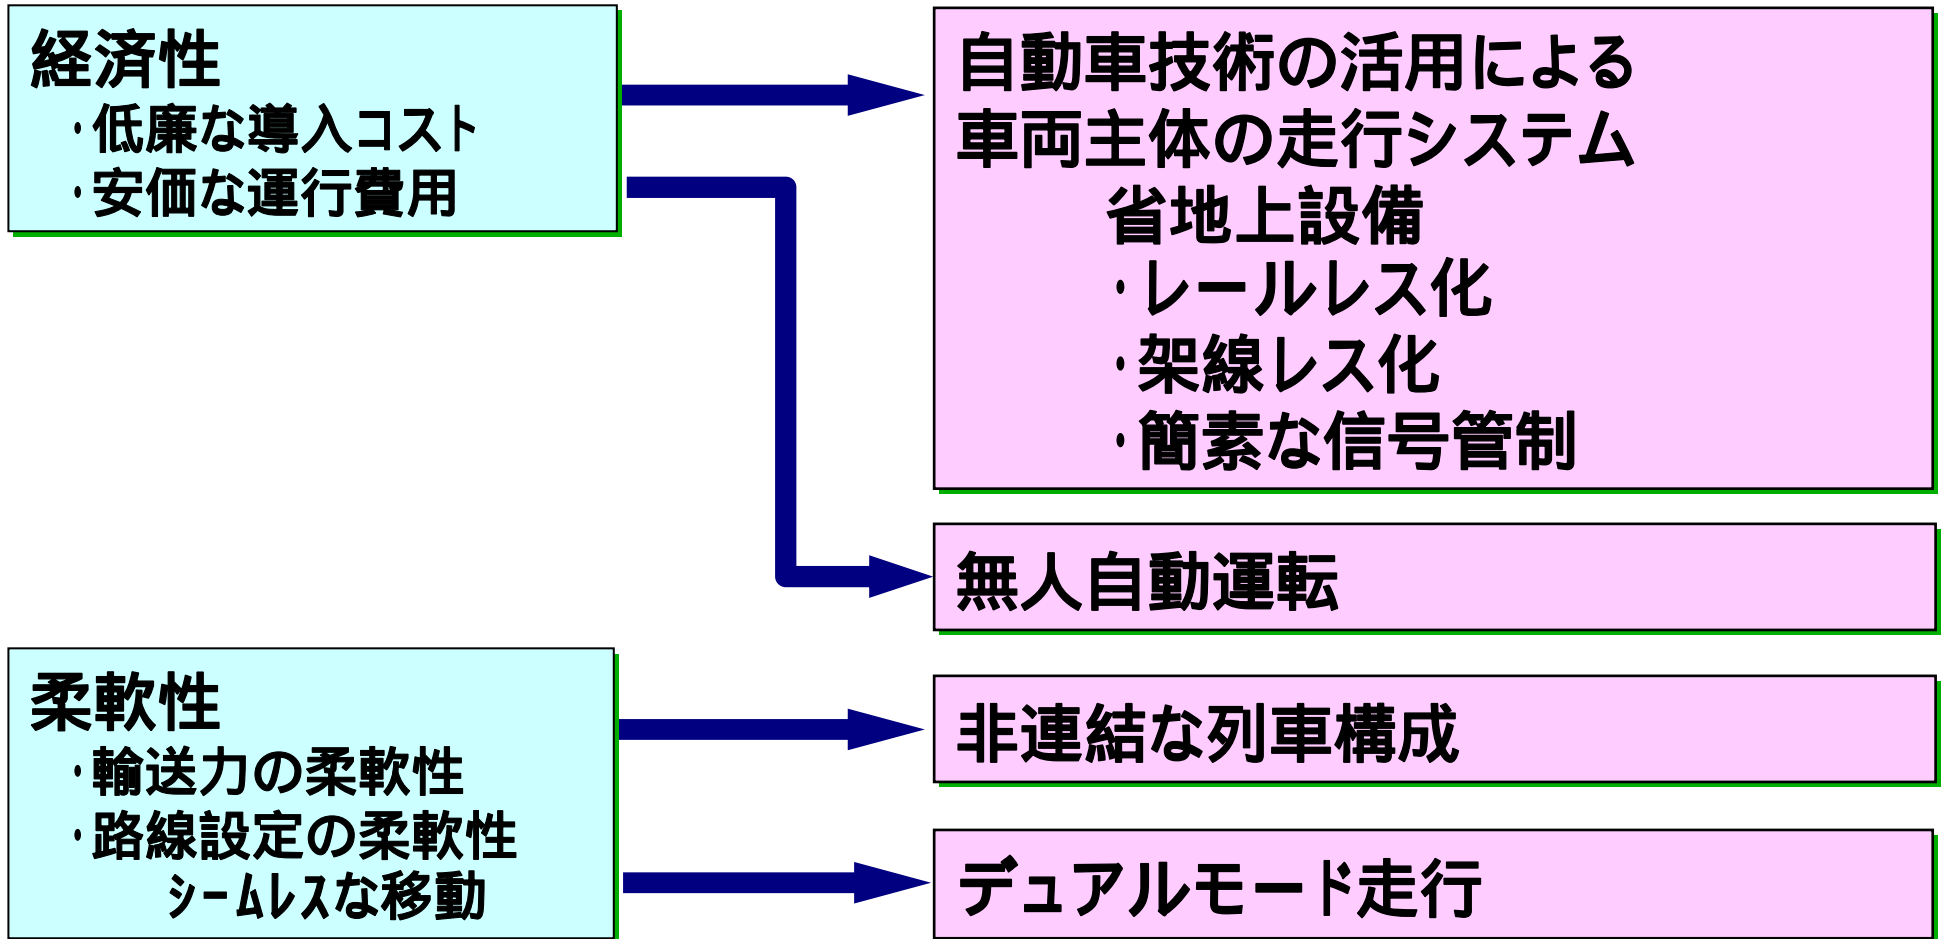 経済性
・低廉な導入コスト
・安価な運行費用
自動車技術の活用による
車両主体の走行システム
省地上設備
・レールレス化
・架線レス化
・簡素な信号管制
無人自動運転
柔軟性
・輸送力の柔軟性
・路線設定の柔軟性
ｼｰﾑﾚｽな移動
非連結な列車構成
デュアルモード走行